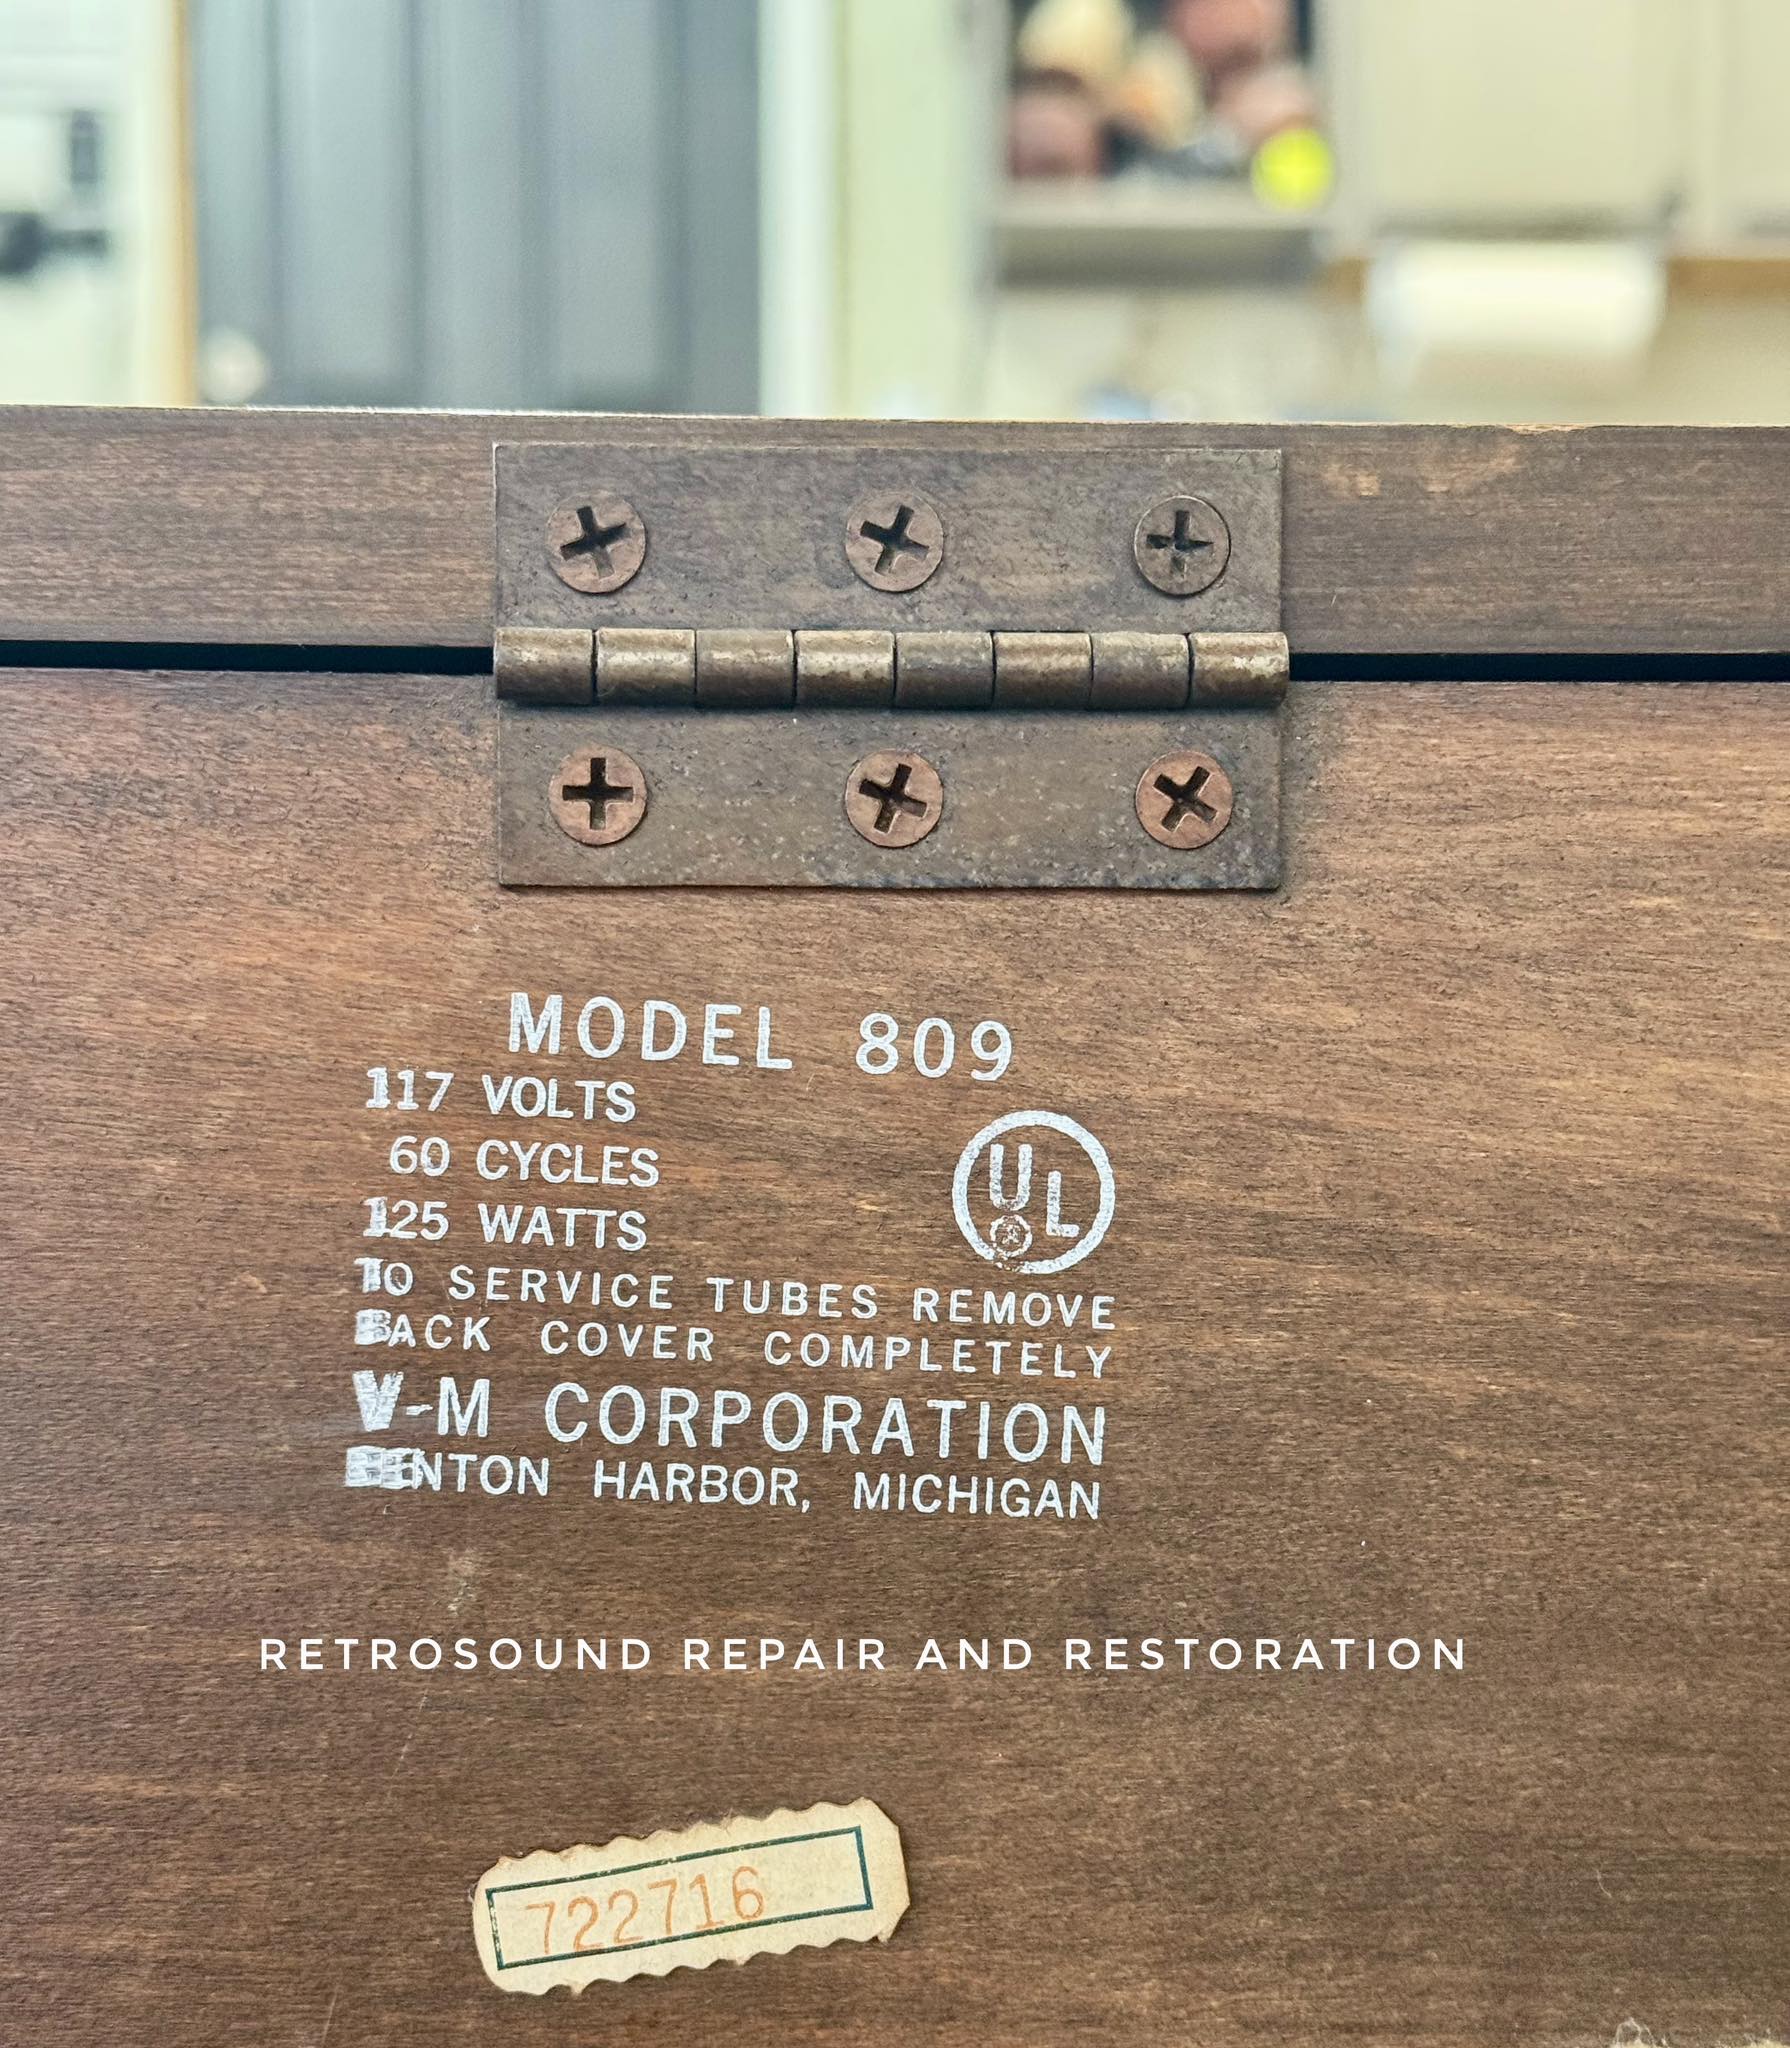 MODEL 809
117 VOLTS
60 CYCLES
125 WATTS
UL
TO SERVICE TUBES REMOVE
BACK COVER COMPLETELY
V-M CORPORATION
BENTON HARBOR, MICHIGAN
RETROSOUND REPAIR AND RESTORATION
722716